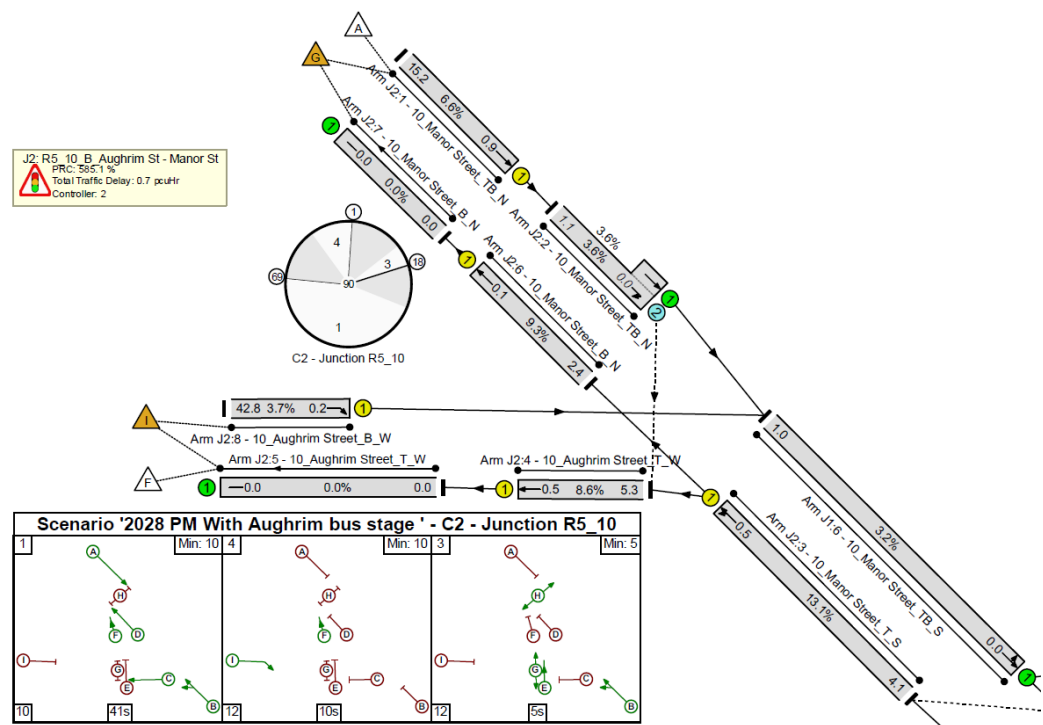 A
G
15.2 6.6% 0.9
Arm J2:1 - 10_Manor Street_TB_N
1
Arm J2:7 - 10_Manor Street_B_N
1
0.0 0.0% 0.0
J2: R5_10_B_Aughrim St - Manor St
PRC: 585.1 %
Total Traffic Delay: 0.7 pcuHr
Controller: 2
1.1 3.6% 0.0
3.6%
Arm J2:2 - 10_Manor Street_TB_N
1
2
1
Arm J2:6 - 10_Manor Street_B_N
0.1 9.3% 2.4
1
4
3
18
69
90
1
C2 - Junction R5_10
42.8 3.7% 0.2
1
I
Arm J2:8 - 10_Aughrim Street_B_W
Arm J2:5 - 10_Aughrim Street_T_W
F
1
0.0 0.0% 0.0
1
Arm J2:4 - 10_Aughrim Street_T_W
0.5 8.6% 5.3
1
0.5 13.1% 4.1
Arm J2:3 - 10_Manor Street_T_S
1.0 3.2% 0.0
Arm J1:6 - 10_Manor Street_TB_S
1
Scenario '2028 PM With Aughrim bus stage ' - C2 - Junction R5_10
1 Min: 10
A
H
F D
I
G C
E
B
10 41s
4 Min: 10
A
H
F D
I
G C
E
B
12 10s
3 Min: 5
A
H
F D
I
G C
E
B
12 5s